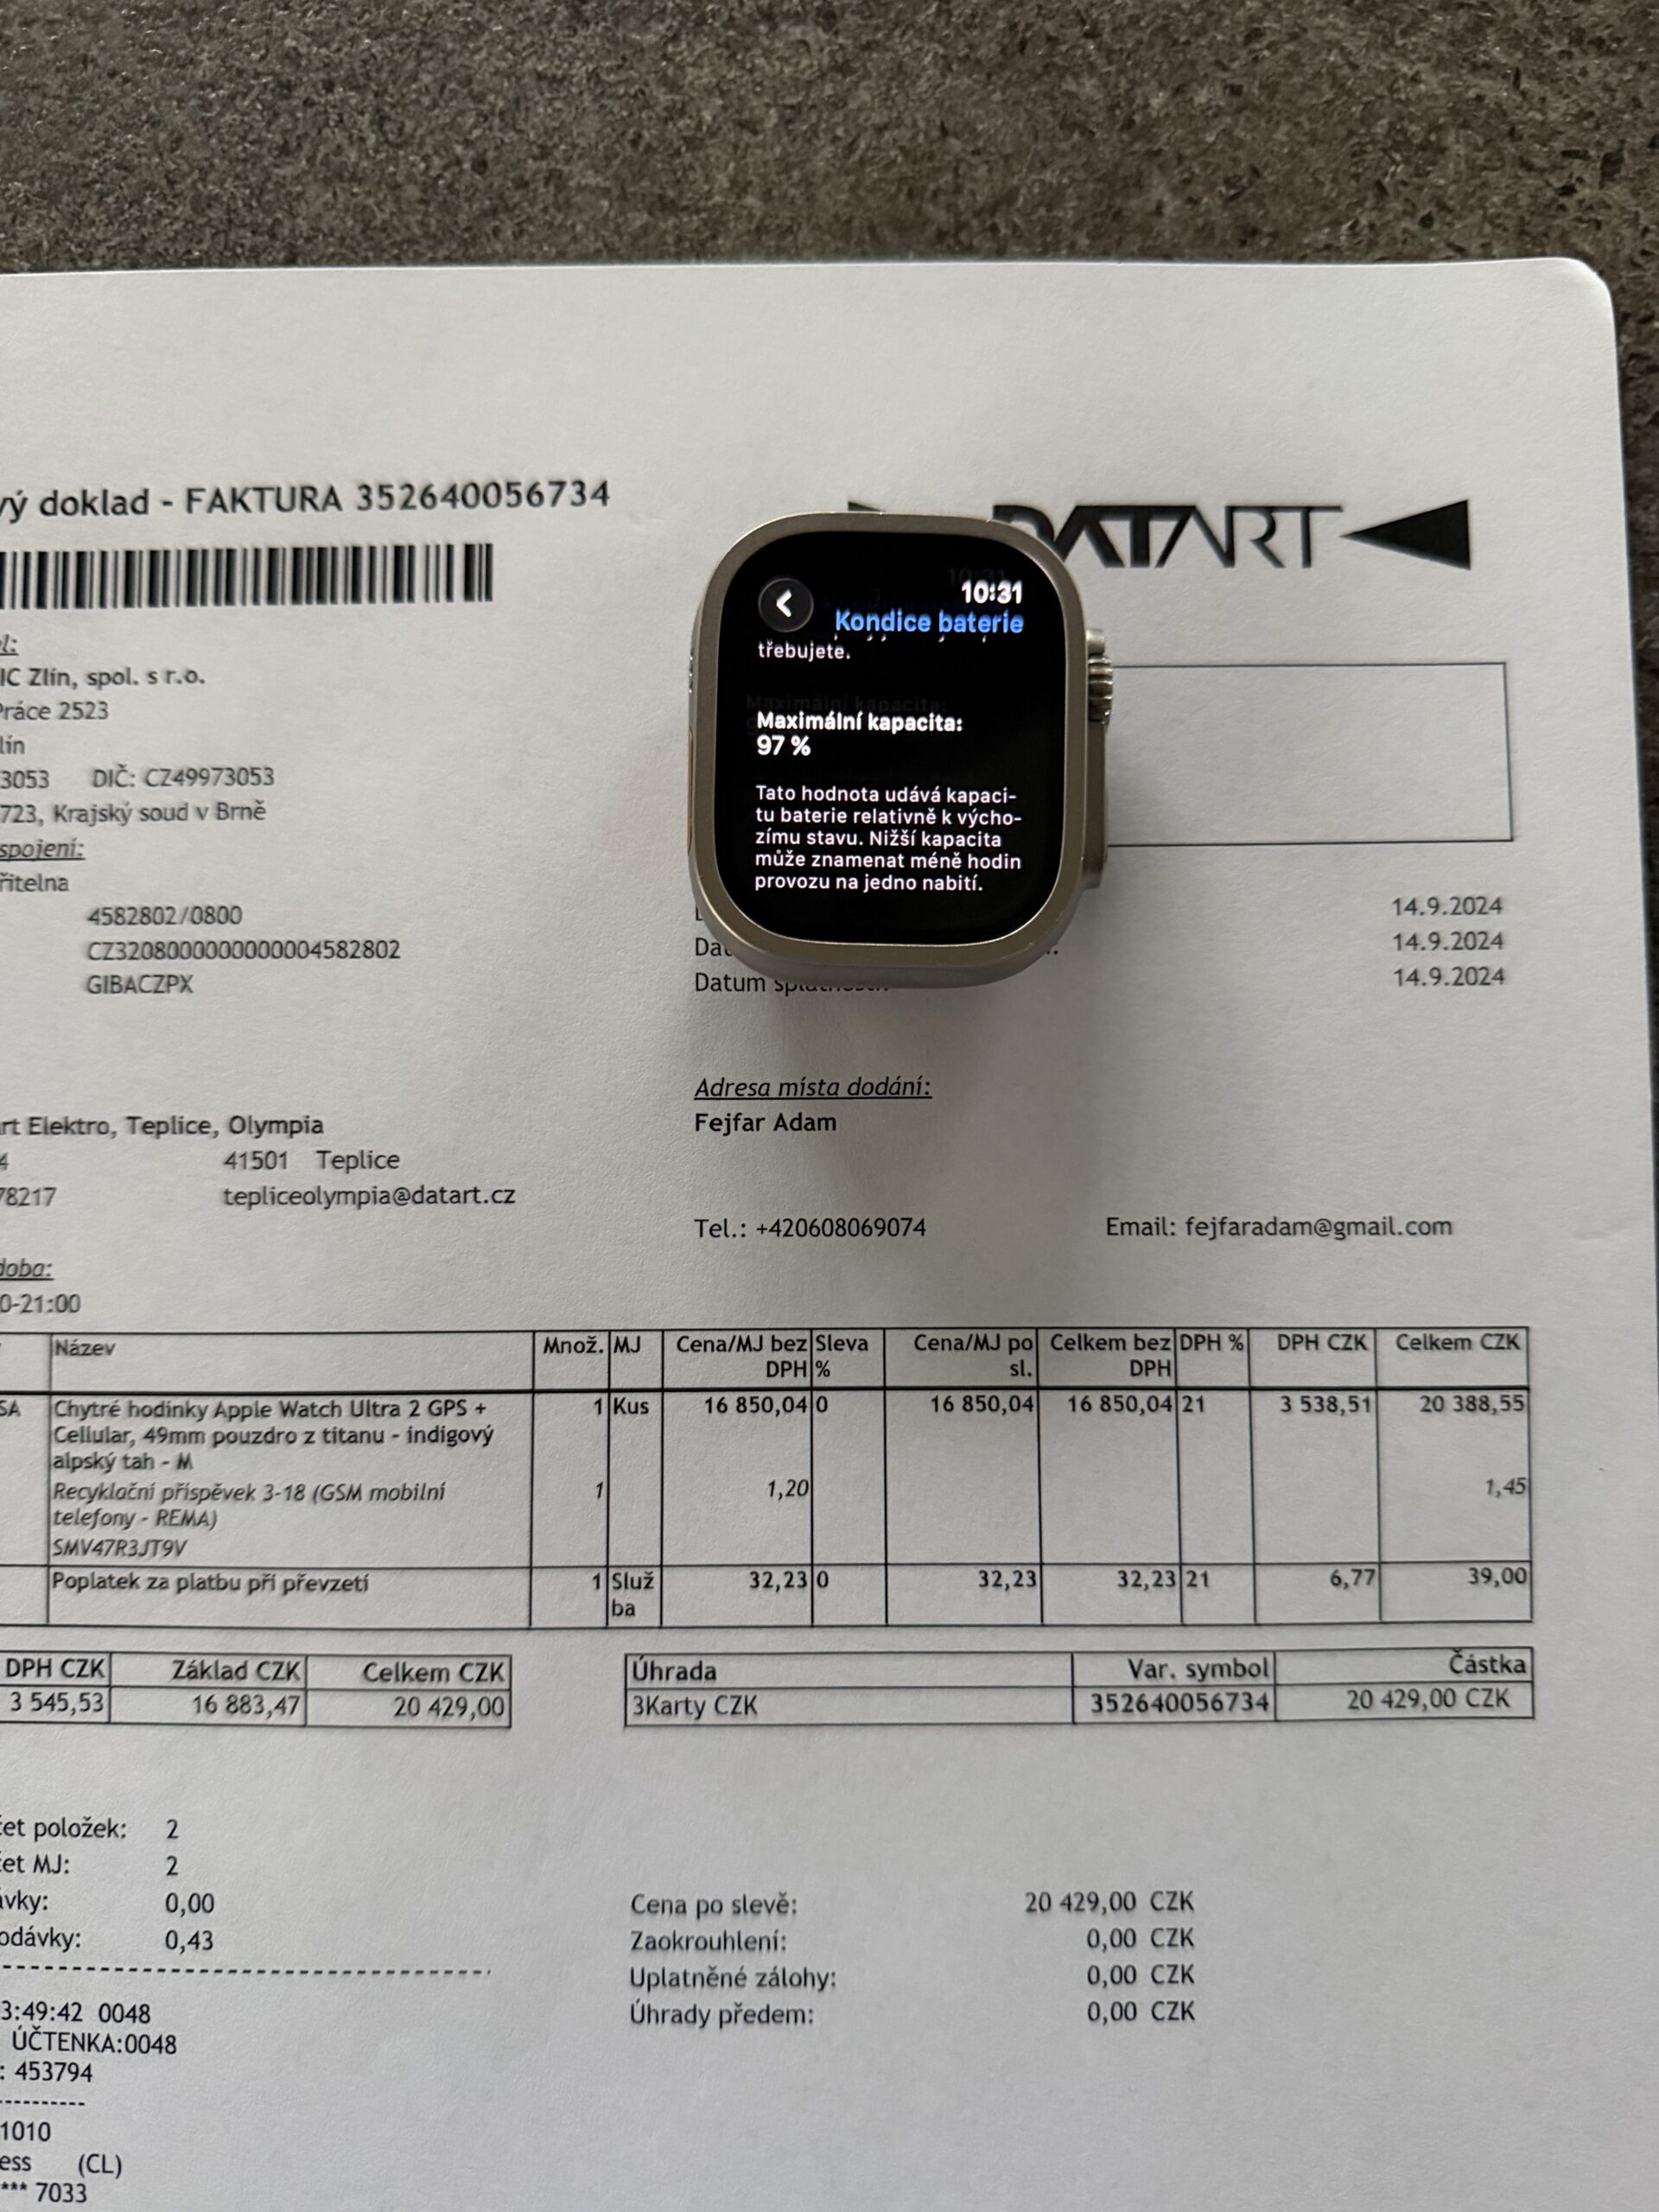 vý doklad - FAKTURA 352640056734
DATART
10:31
Kondice baterie
třebujete.
Maximální kapacita:
97 %
Tato hodnota udává kapaci-
tu baterie relativně k výcho-
zímu stavu. Nižší kapacita
může znamenat méně hodin
provozu na jedno nabití.
l:
IC Zlín, spol. s r.o.
Práce 2523
lín
3053 DIČ: CZ49973053
723, Krajský soud v Brně
spojení:
řitelna
4582802/0800
CZ3208000000000004582802
GIBACZPX
14.9.2024
Dat 14.9.2024
Datum splatnosti: 14.9.2024
Adresa místa dodání:
Fejfar Adam
rt Elektro, Teplice, Olympia
4 41501 Teplice
78217 tepliceolympia@datart.cz
Tel.: +420608069074 Email: fejfaradam@gmail.com
doba:
0-21:00
Název Množ. MJ Cena/MJ bez DPH Sleva % Cena/MJ po sl. Celkem bez DPH DPH % DPH CZK Celkem CZK
SA Chytré hodinky Apple Watch Ultra 2 GPS + 1 Kus 16 850,04 0 16 850,04 16 850,04 21 3 538,51 20 388,55
Cellular, 49mm pouzdro z titanu - indigový
alpský tah - M
Recyklační příspěvek 3-18 (GSM mobilní 1 1,20 1,45
telefony - REMA)
SMV47R3JT9V
Poplatek za platbu při převzetí 1 Služ 32,23 0 32,23 32,23 21 6,77 39,00
ba
DPH CZK Základ CZK Celkem CZK
3 545,53 16 883,47 20 429,00
Úhrada Var. symbol Částka
3Karty CZK 352640056734 20 429,00 CZK
et položek: 2
et MJ: 2
ávky: 0,00
odávky: 0,43
Cena po slevě: 20 429,00 CZK
Zaokrouhlení: 0,00 CZK
Uplatněné zálohy: 0,00 CZK
Úhrady předem: 0,00 CZK
3:49:42 0048
ÚČTENKA:0048
: 453794
1010
ess (CL)
*** 7033